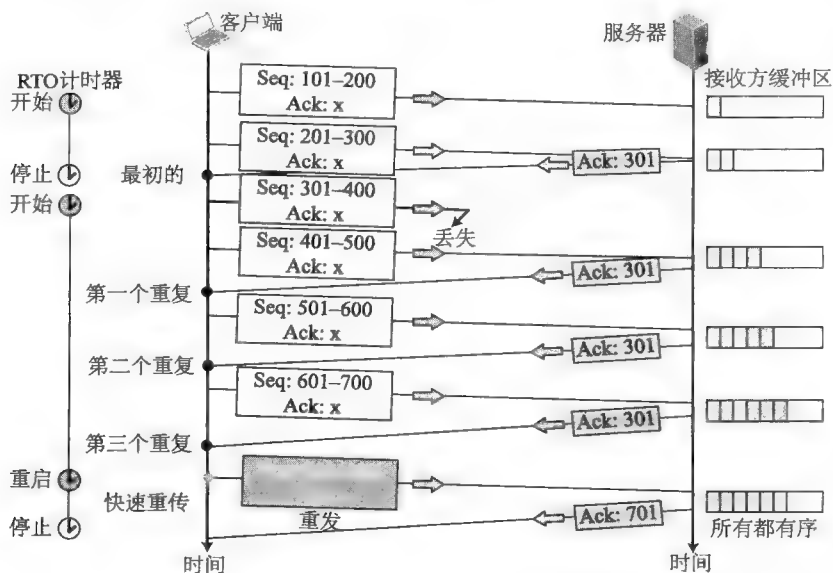 客户端
服务器
RTO计时器
接收方缓冲区
开始
Seq: 101–200
Ack: x
Seq: 201–300
Ack: x
Ack: 301
停止
最初的
开始
Seq: 301–400
Ack: x
丢失
Seq: 401–500
Ack: x
Ack: 301
第一个重复
Seq: 501–600
Ack: x
Ack: 301
第二个重复
Seq: 601–700
Ack: x
Ack: 301
第三个重复
重启
快速重传
重发
Ack: 701
所有都有序
停止
时间
时间